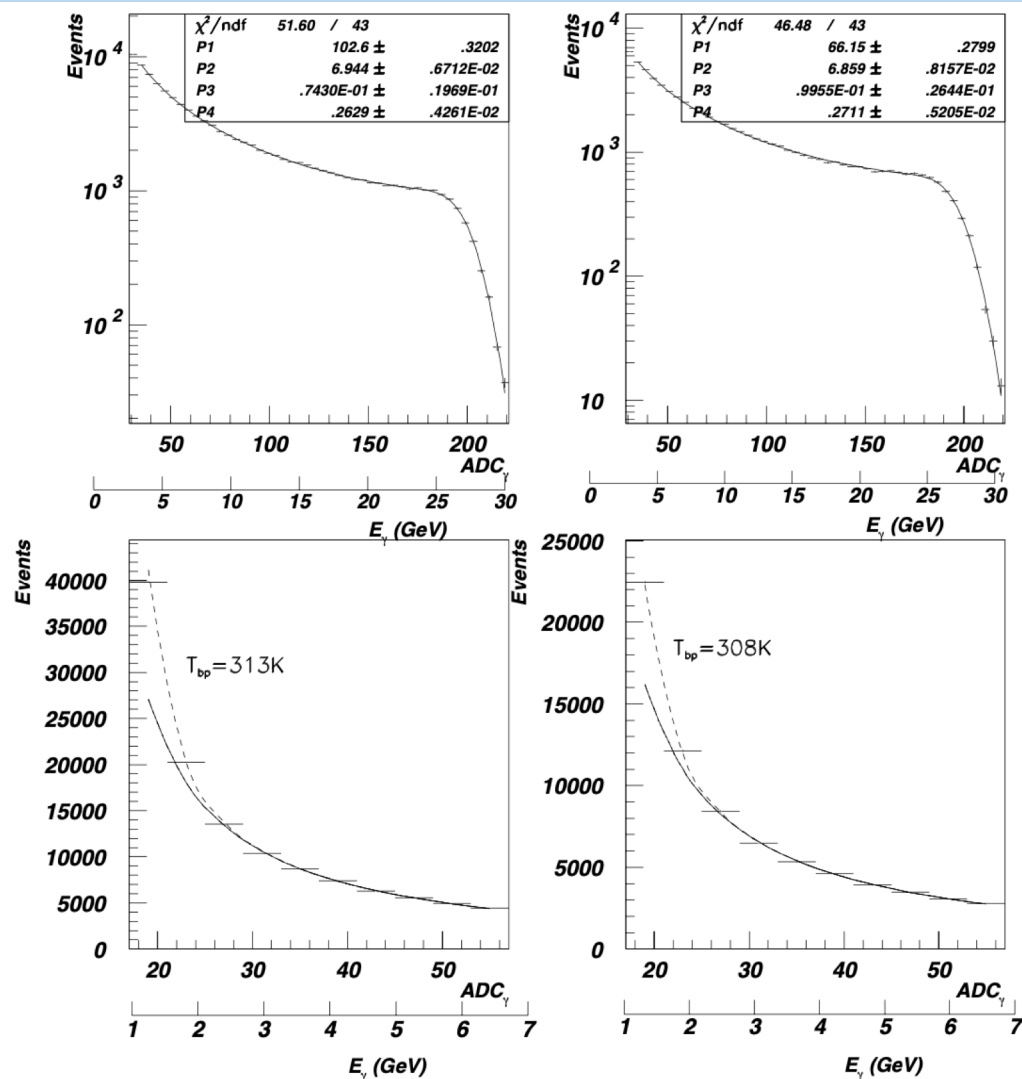 χ²/ndf 51.60 / 43
P1 102.6 ± .3202
P2 6.944 ± .6712E-02
P3 .7430E-01 ± .1969E-01
P4 .2629 ± .4261E-02
Events
10⁴
10³
10²
50 100 150 200
ADCγ
0 5 10 15 20 25 30
Eγ (GeV)
χ²/ndf 46.48 / 43
P1 66.15 ± .2799
P2 6.859 ± .8157E-02
P3 .9955E-01 ± .2644E-01
P4 .2711 ± .5205E-02
Events
10⁴
10³
10²
10
50 100 150 200
ADCγ
0 5 10 15 20 25 30
Eγ (GeV)
Events
40000
35000
30000
25000
20000
15000
10000
5000
0
Tbp=313K
20 30 40 50
ADCγ
1 2 3 4 5 6 7
Eγ (GeV)
Events
25000
20000
15000
10000
5000
0
Tbp=308K
20 30 40 50
ADCγ
1 2 3 4 5 6 7
Eγ (GeV)